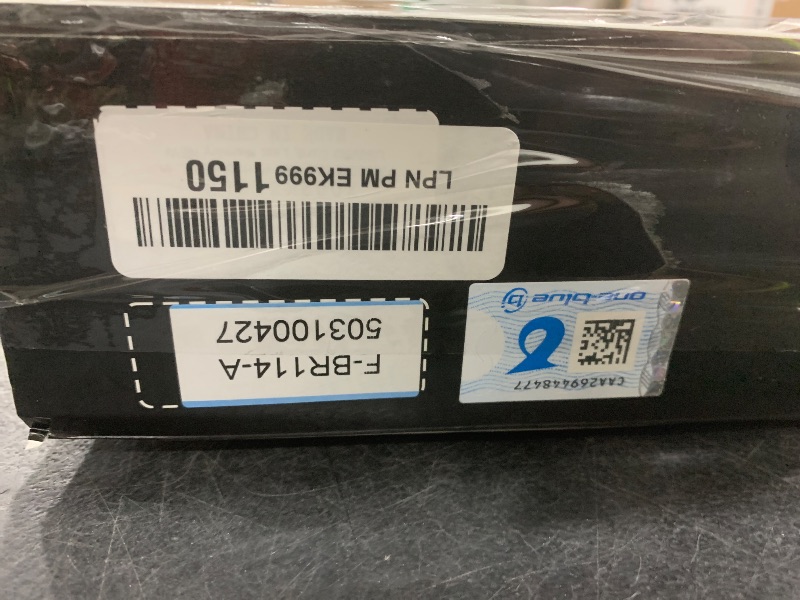 LPN PM EK999 1150
F-BR114-A
503100427
CAA269448477
one-blue